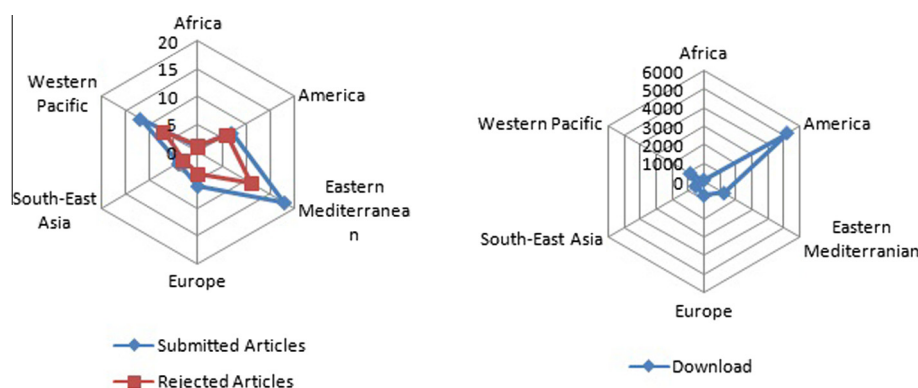 Africa
20
15
10
5
0
Western
Pacific
America
South-East
Asia
Eastern
Mediterranea
n
Europe
Submitted Articles
Rejected Articles
Africa
6000
5000
4000
3000
2000
1000
0
Western Pacific
America
South-East Asia
Eastern
Mediterranian
Europe
Download